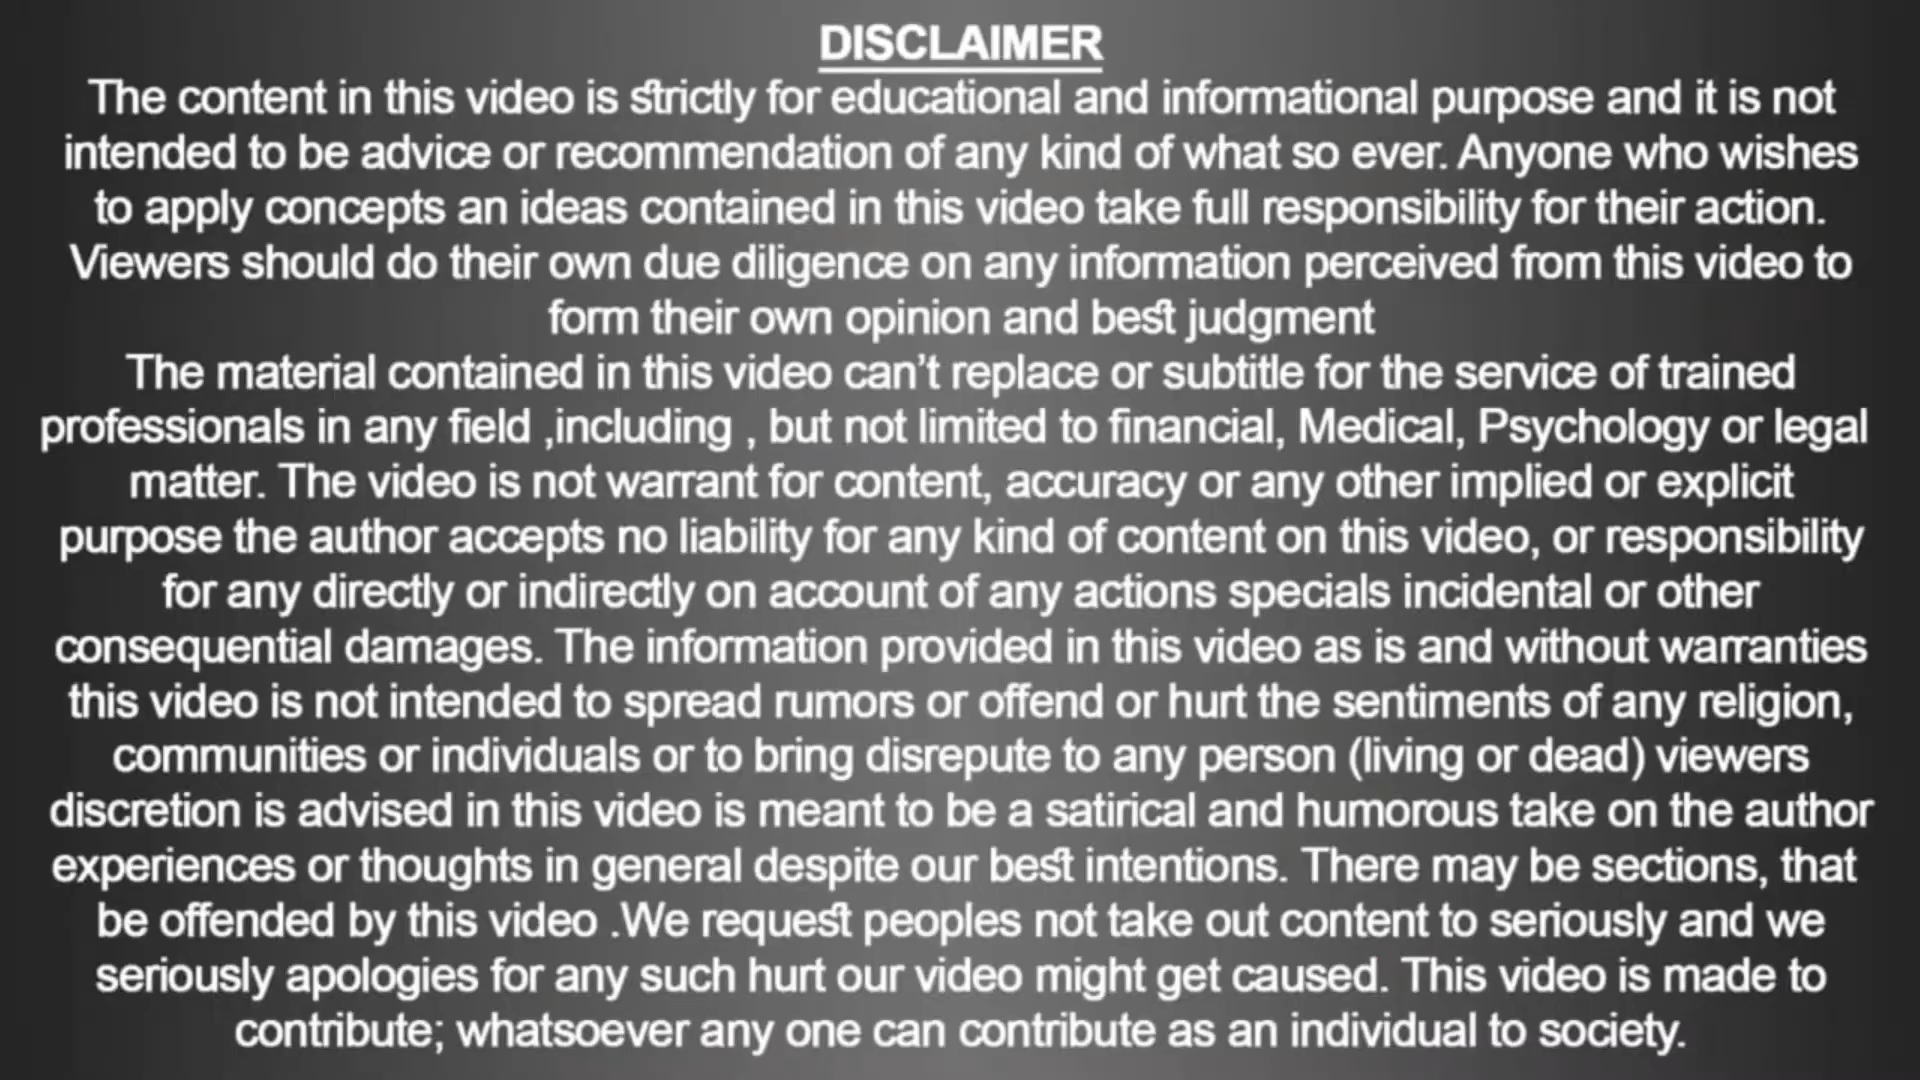 DISCLAIMER
The content in this video is strictly for educational and informational purpose and it is not
intended to be advice or recommendation of any kind of what so ever. Anyone who wishes
to apply concepts an ideas contained in this video take full responsibility for their action.
Viewers should do their own due diligence on any information perceived from this video to
form their own opinion and best judgment
The material contained in this video can't replace or subtitle for the service of trained
professionals in any field ,including , but not limited to financial, Medical, Psychology or legal
matter. The video is not warrant for content, accuracy or any other implied or explicit
purpose the author accepts no liability for any kind of content on this video, or responsibility
for any directly or indirectly on account of any actions specials incidental or other
consequential damages. The information provided in this video as is and without warranties
this video is not intended to spread rumors or offend or hurt the sentiments of any religion,
communities or individuals or to bring disrepute to any person (living or dead) viewers
discretion is advised in this video is meant to be a satirical and humorous take on the author
experiences or thoughts in general despite our best intentions. There may be sections, that
be offended by this video .We request peoples not take out content to seriously and we
seriously apologies for any such hurt our video might get caused. This video is made to
contribute; whatsoever any one can contribute as an individual to society.